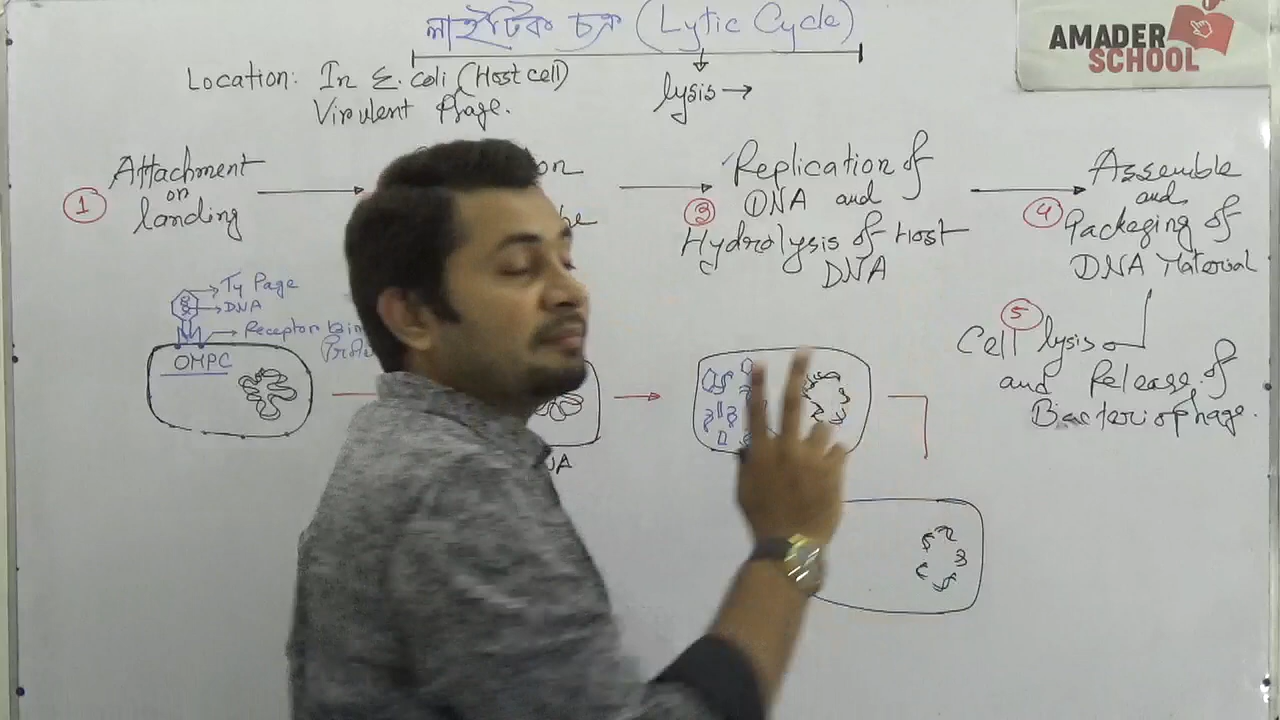 লাইটিক চক্র (Lytic Cycle)
AMADER
SCHOOL
Location: In E. coli (Host cell)
Virulent Phage.
lysis →
1
Attachment
on
landing
3
Replication of
DNA and
Hydrolysis of Host
DNA
4
Assemble
and
Packaging of
DNA Material
5
Cell lysis
and Release of
Bacteriophage.
T4 Page
DNA
Receptor
OMPC